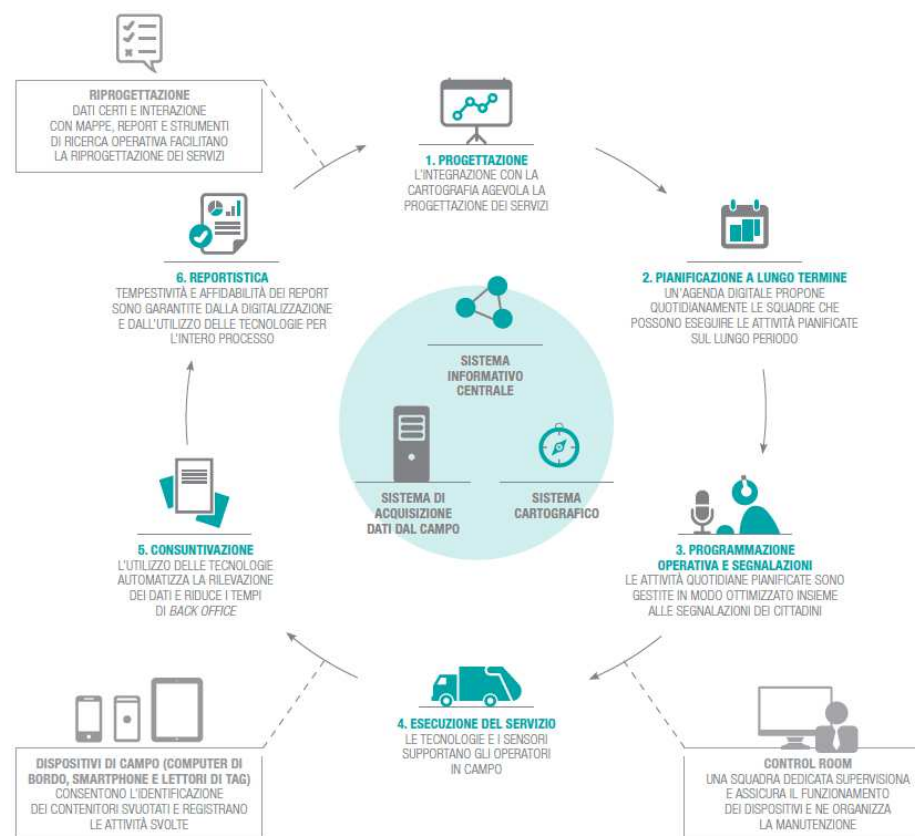 RIPROGETTAZIONE
DATI CERTI E INTERAZIONE
CON MAPPE, REPORT E STRUMENTI
DI RICERCA OPERATIVA FACILITANO
LA RIPROGETTAZIONE DEI SERVIZI
1. PROGETTAZIONE
L'INTEGRAZIONE CON LA
CARTOGRAFIA AGEVOLA LA
PROGETTAZIONE DEI SERVIZI
2. PIANIFICAZIONE A LUNGO TERMINE
UN'AGENDA DIGITALE PROPONE
QUOTIDIANAMENTE LE SQUADRE CHE
POSSONO ESEGUIRE LE ATTIVITÀ PIANIFICATE
SUL LUNGO PERIODO
6. REPORTISTICA
TEMPESTIVITÀ E AFFIDABILITÀ DEI REPORT
SONO GARANTITE DALLA DIGITALIZZAZIONE
E DALL'UTILIZZO DELLE TECNOLOGIE PER
L'INTERO PROCESSO
SISTEMA
INFORMATIVO
CENTRALE
SISTEMA DI
ACQUISIZIONE
DATI DAL CAMPO
SISTEMA
CARTOGRAFICO
5. CONSUNTIVAZIONE
L'UTILIZZO DELLE TECNOLOGIE
AUTOMATIZZA LA RILEVAZIONE
DEI DATI E RIDUCE I TEMPI
DI BACK OFFICE
3. PROGRAMMAZIONE
OPERATIVA E SEGNALAZIONI
LE ATTIVITÀ QUOTIDIANE PIANIFICATE SONO
GESTITE IN MODO OTTIMIZZATO INSIEME
ALLE SEGNALAZIONI DEI CITTADINI
4. ESECUZIONE DEL SERVIZIO
LE TECNOLOGIE E I SENSORI
SUPPORTANO GLI OPERATORI
IN CAMPO
DISPOSITIVI DI CAMPO (COMPUTER DI
BORDO, SMARTPHONE E LETTORI DI TAG)
CONSENTONO L'IDENTIFICAZIONE
DEI CONTENITORI SVUOTATI E REGISTRANO
LE ATTIVITÀ SVOLTE
CONTROL ROOM
UNA SQUADRA DEDICATA SUPERVISIONA
E ASSICURA IL FUNZIONAMENTO
DEI DISPOSITIVI E NE ORGANIZZA
LA MANUTENZIONE